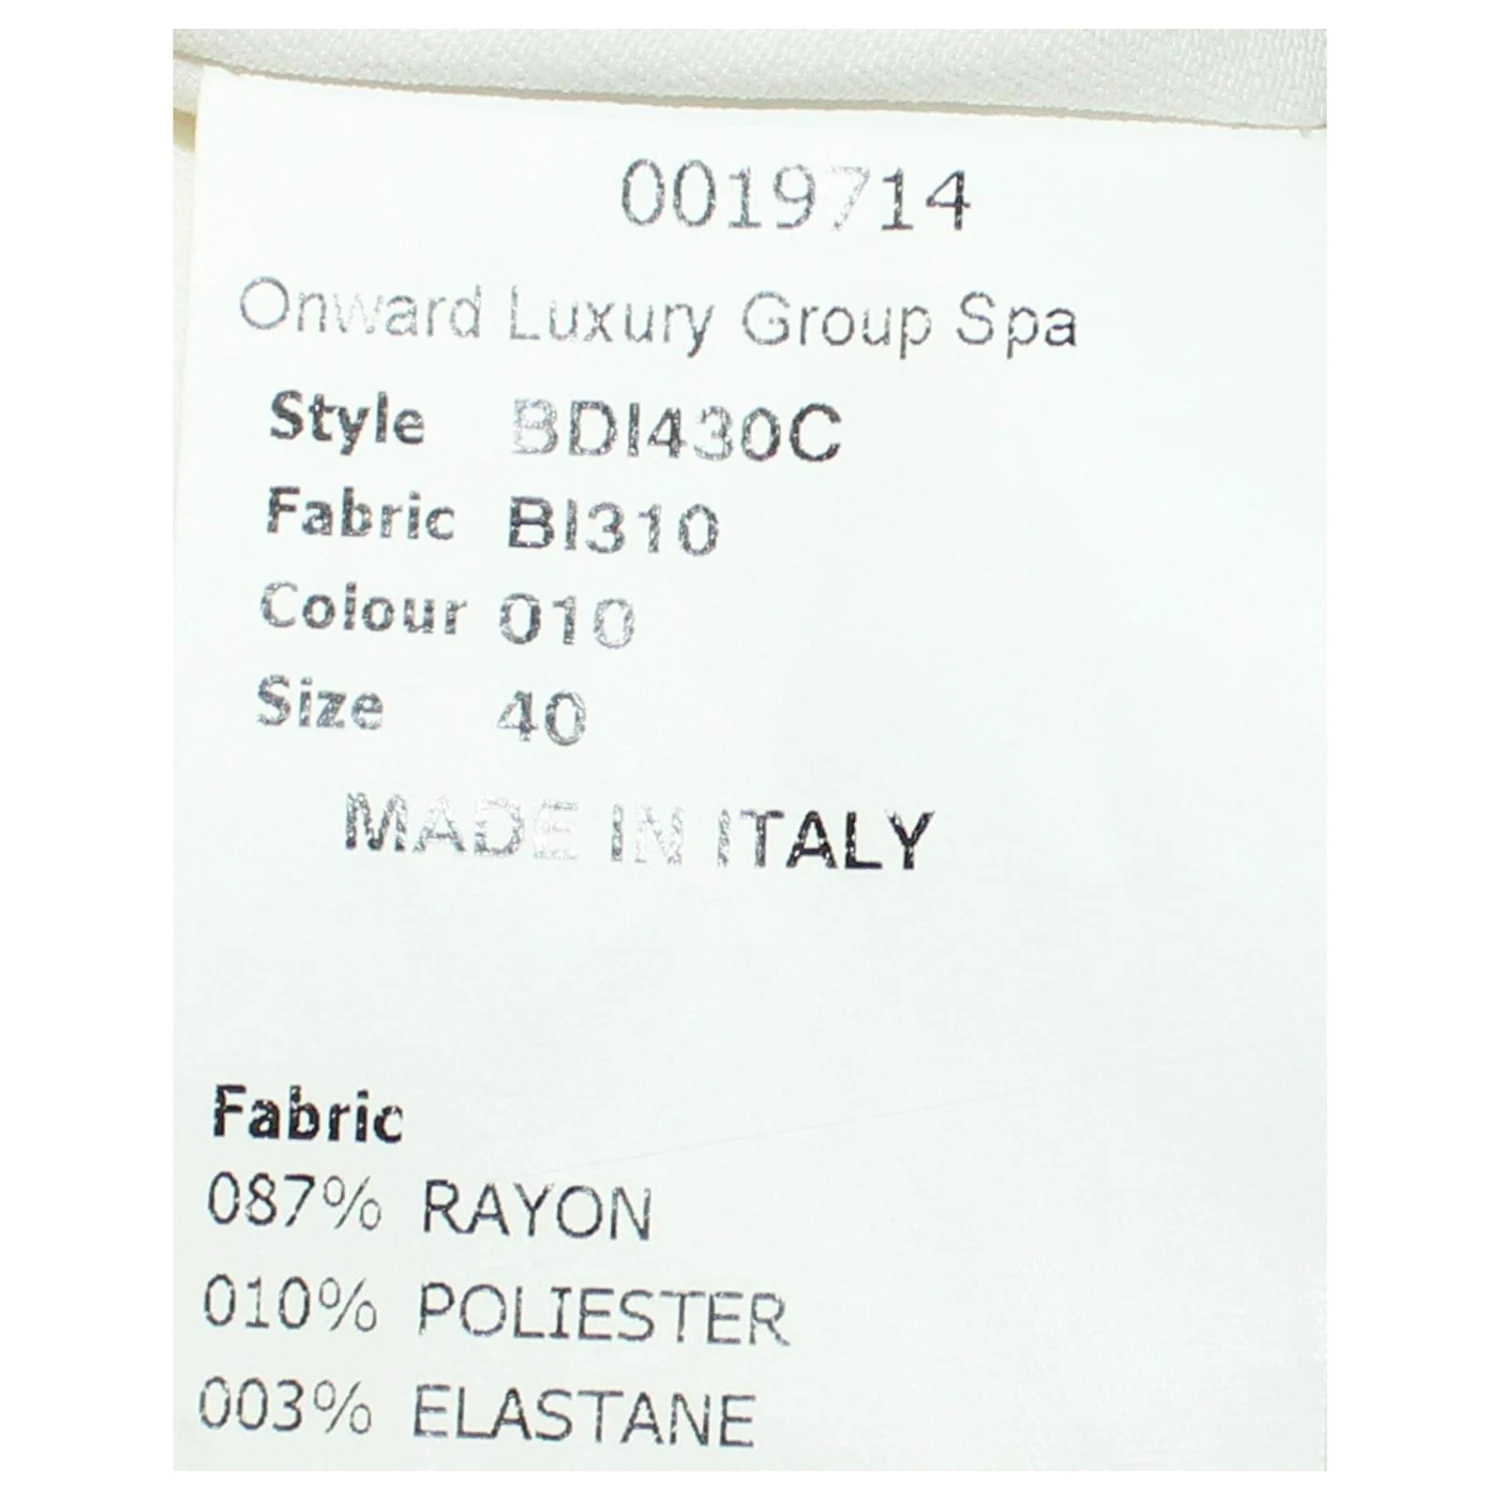 0019714
Onward Luxury Group Spa
Style BDI430C
Fabric BI310
Colour 010
Size 40
MADE IN ITALY
Fabric
087% RAYON
010% POLIESTER
003% ELASTANE